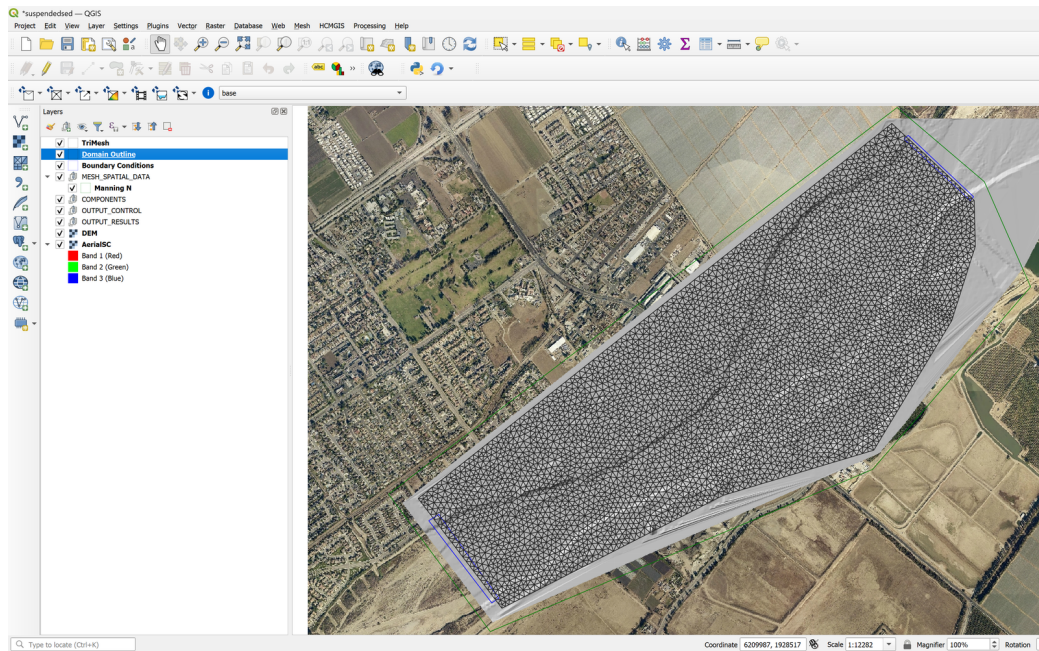 *suspendedsed — QGIS
Project Edit View Layer Settings Plugins Vector Raster Database Web Mesh HCMGIS Processing Help
abc »
base
Layers
TriMesh
Domain Outline
Boundary Conditions
MESH_SPATIAL_DATA
Manning N
COMPONENTS
OUTPUT_CONTROL
OUTPUT_RESULTS
DEM
AerialSC
Band 1 (Red)
Band 2 (Green)
Band 3 (Blue)
Type to locate (Ctrl+K) Coordinate 6209987, 1928517 Scale 1:12282 Magnifier 100% Rotation